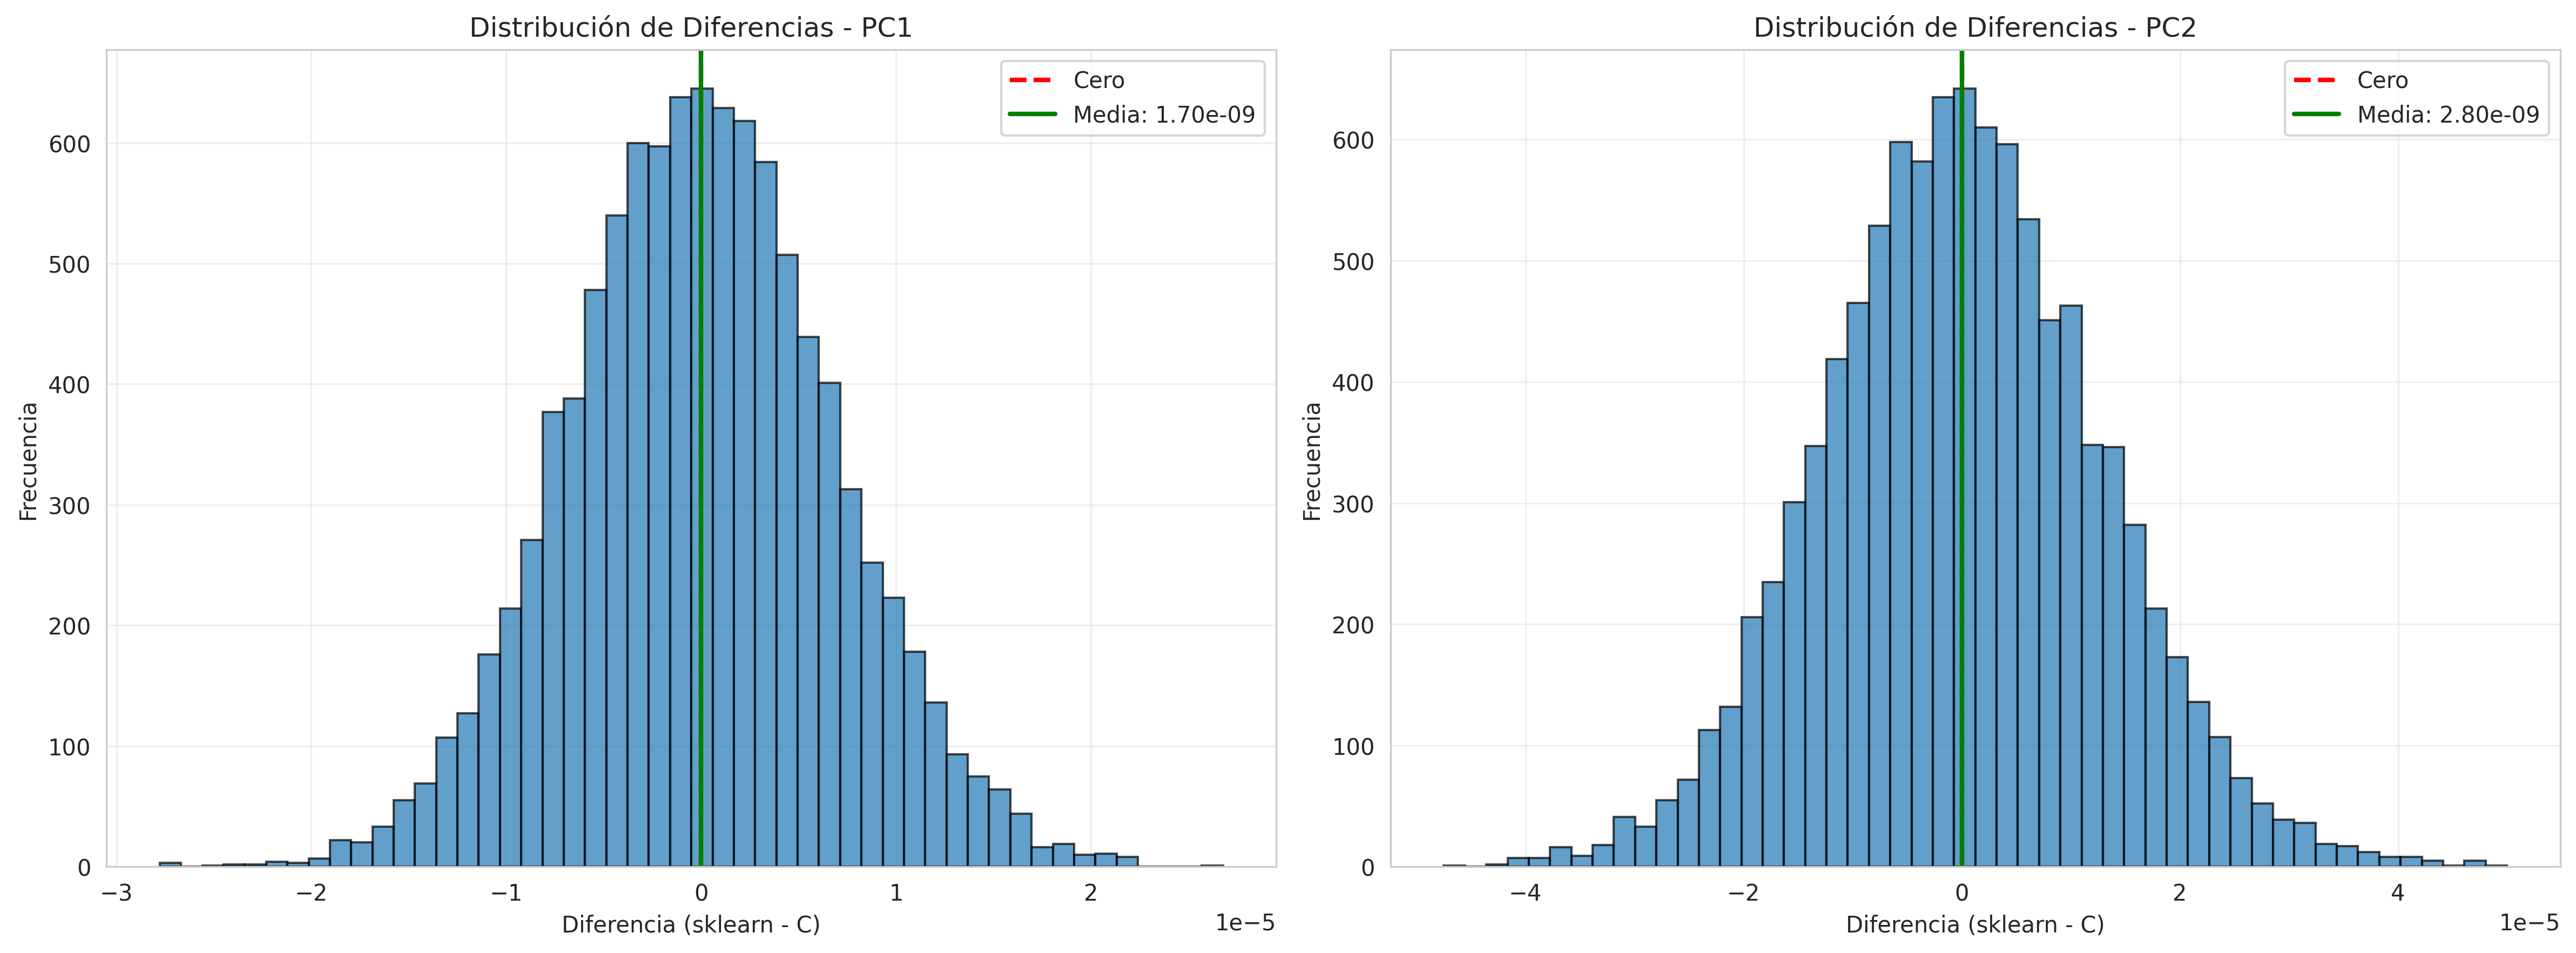 Distribución de Diferencias - PC1
Cero
Media: 1.70e-09
Frecuencia
600
500
400
300
200
100
0
−3
−2
−1
0
1
2
1e−5
Diferencia (sklearn - C)
Distribución de Diferencias - PC2
Cero
Media: 2.80e-09
Frecuencia
600
500
400
300
200
100
0
−4
−2
0
2
4
1e−5
Diferencia (sklearn - C)